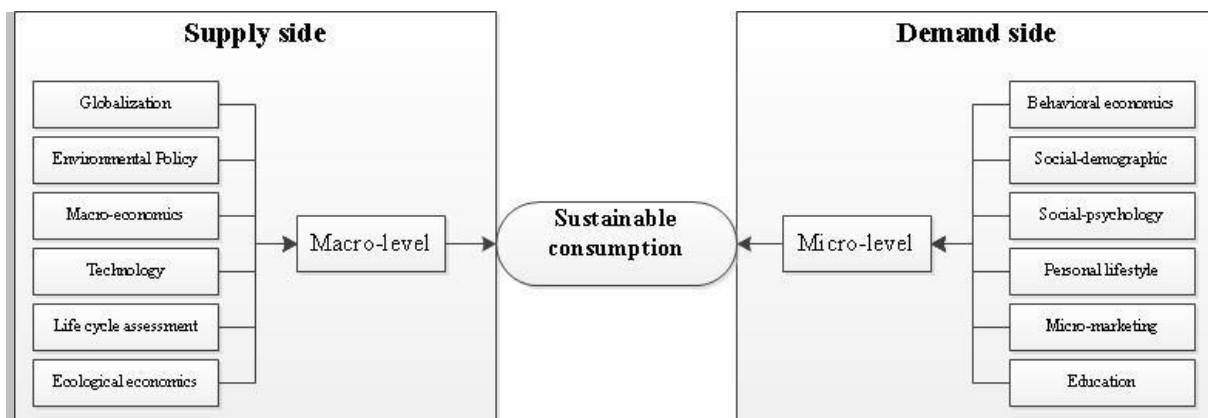 Supply side
Globalization
Environmental Policy
Macro-economics
Technology
Life cycle assessment
Ecological economics
Macro-level
Sustainable
consumption
Demand side
Micro-level
Behavioral economics
Social-demographic
Social-psychology
Personal lifestyle
Micro-marketing
Education